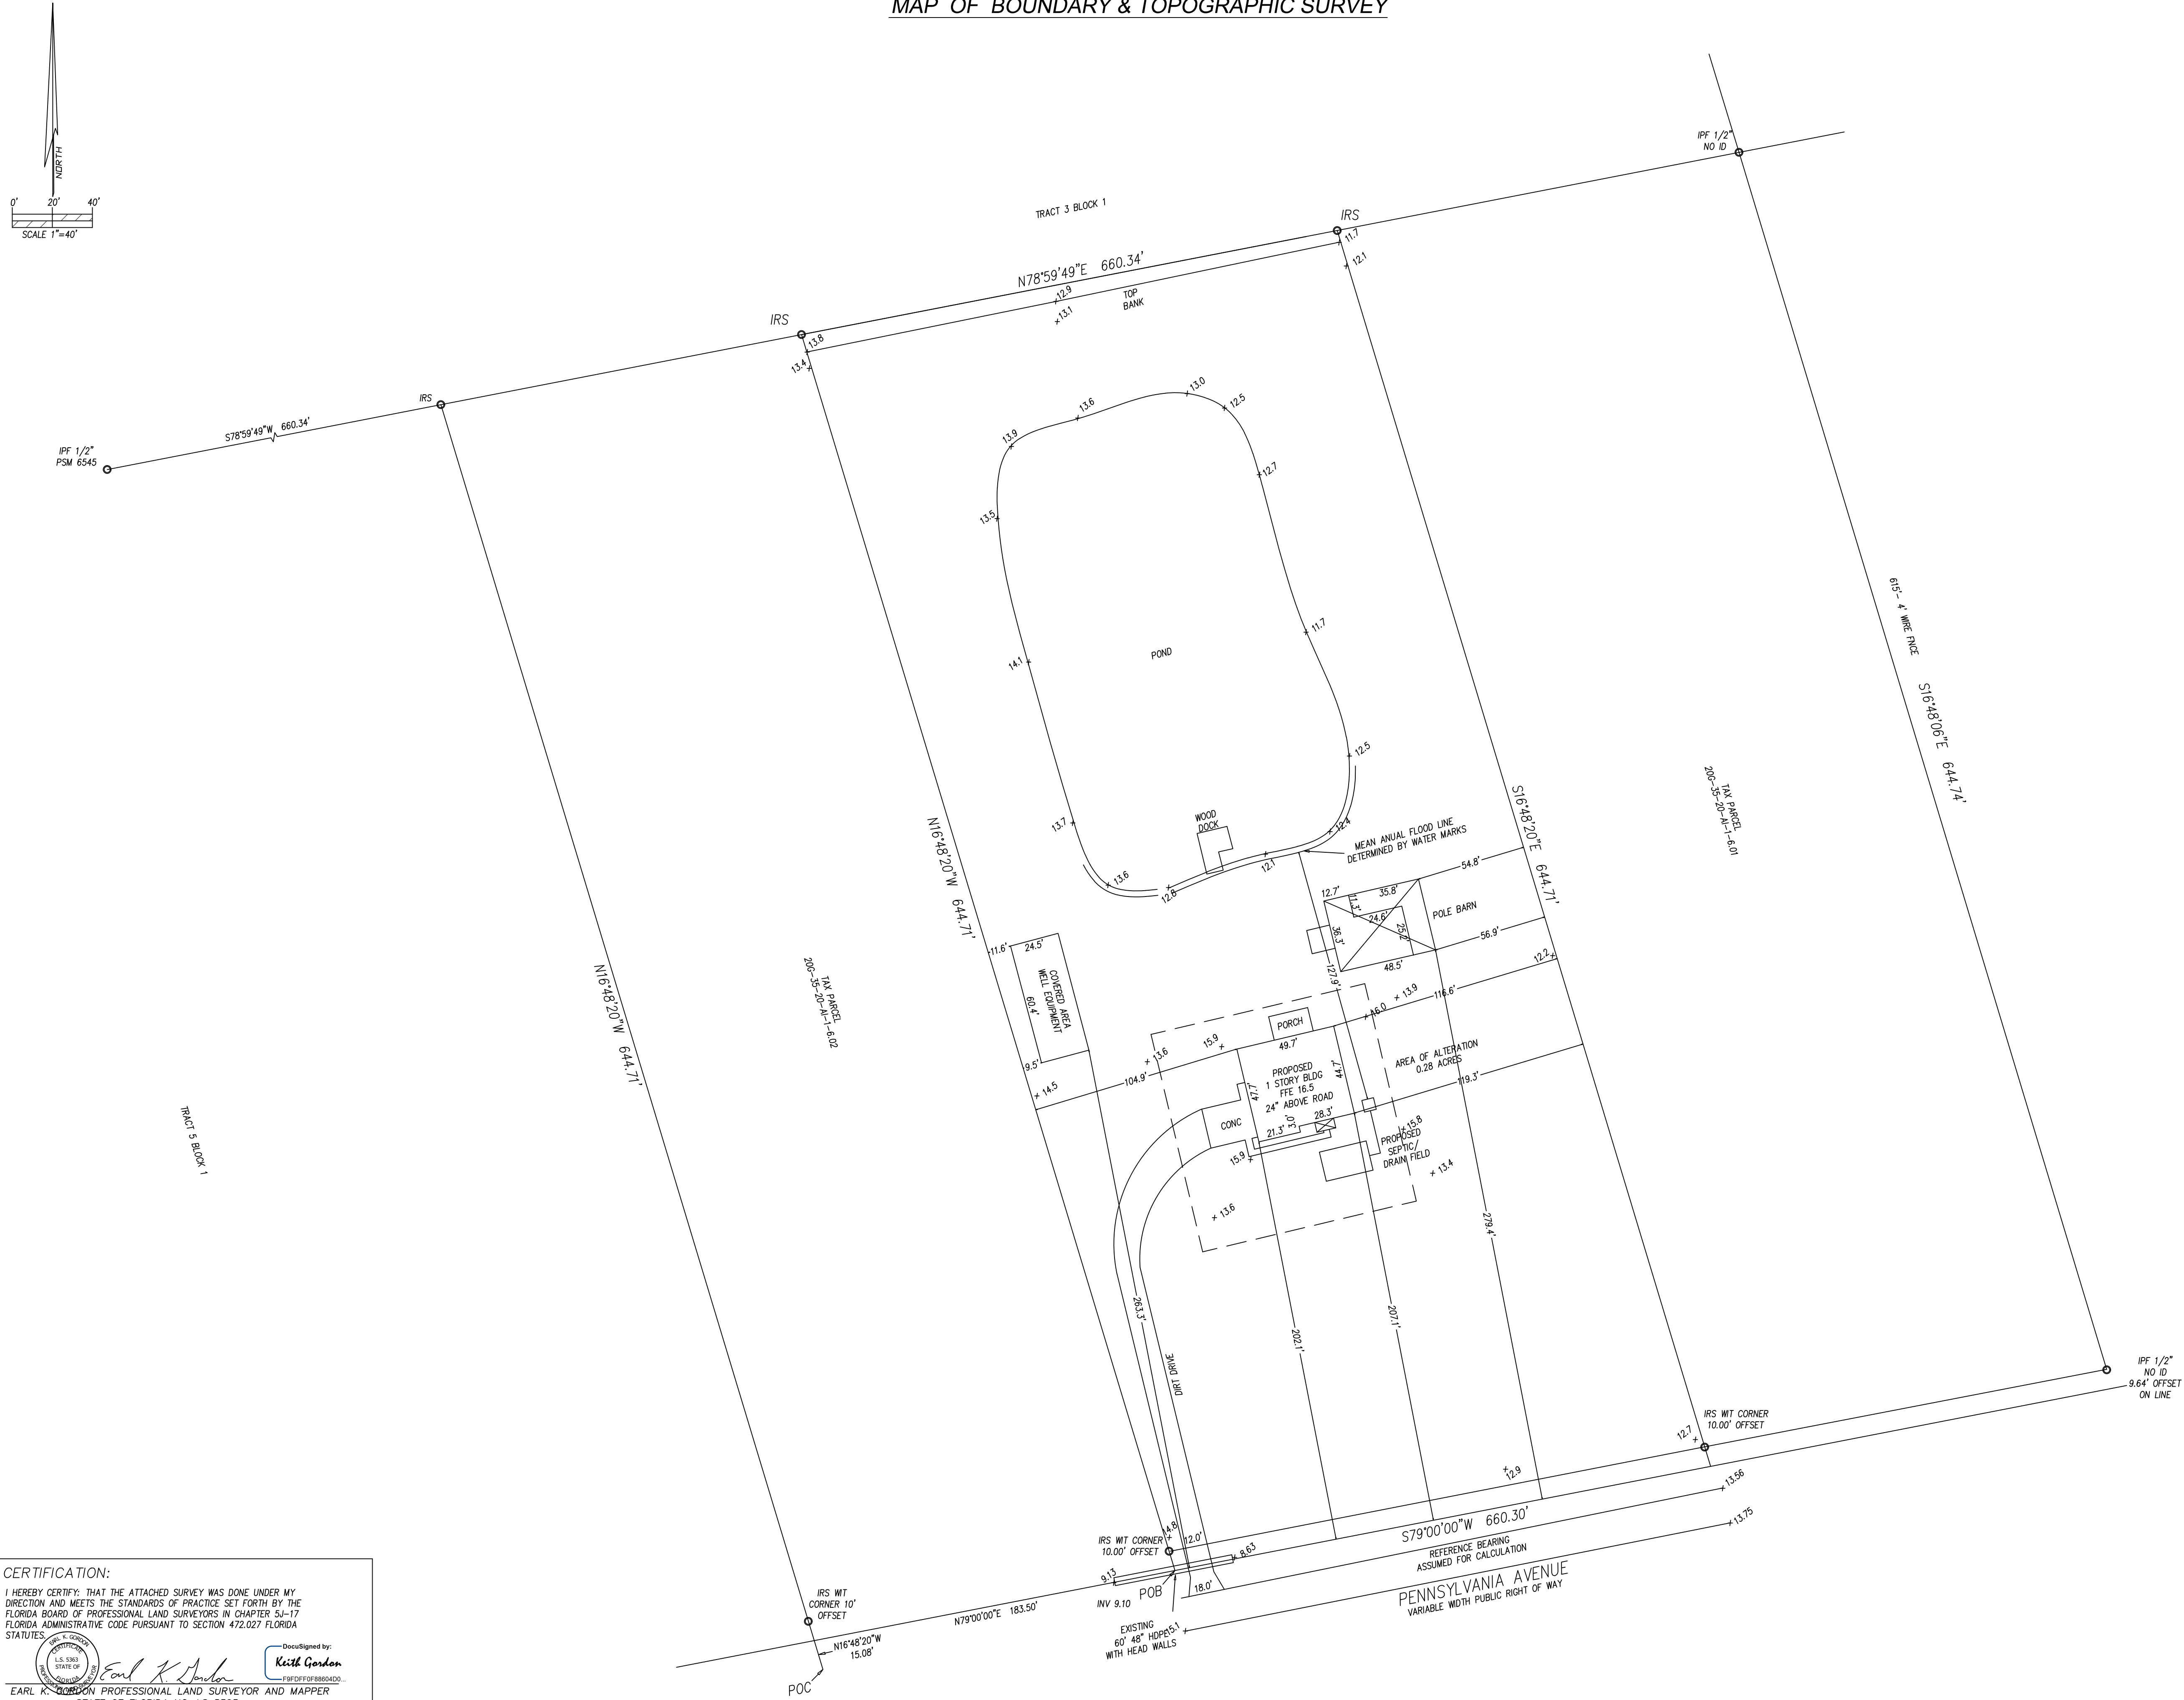 MAP OF BOUNDARY & TOPOGRAPHIC SURVEY
NORTH
0' 20' 40'
SCALE 1"=40'
IPF 1/2"
NO ID
TRACT 3 BLOCK 1
IRS
11.7
12.1
N78°59'49"E 660.34'
12.9
13.1
TOP
BANK
IRS
13.8
13.4
IRS
S78°59'49"W 660.34'
IPF 1/2"
PSM 6545
13.0
12.5
13.6
13.9
12.7
13.5
11.7
14.1
POND
12.5
13.7
WOOD
DOCK
12.4
12.1
13.6
12.8
MEAN ANUAL FLOOD LINE
DETERMINED BY WATER MARKS
615'- 4' WIRE FNCE
S16°48'06"E 644.74'
TAX PARCEL
20G-35-20-AI-1-6.01
S16°48'20"E 644.71'
N16°48'20"W 644.71'
N16°48'20"W 644.71'
TAX PARCEL
20G-35-20-AI-1-6.02
TRACT 5 BLOCK 1
54.8'
12.7'
35.8'
11.3'
24.6'
25.2'
36.3'
POLE BARN
56.9'
48.5'
127.9'
12.2
11.6'
24.5'
COVERED AREA
WELL EQUIPMENT
60.4'
9.5'
14.5
104.9'
13.6
15.9
PORCH
49.7'
16.0
13.9
116.6'
PROPOSED
1 STORY BLDG
FFE 16.5
24" ABOVE ROAD
44.7'
47.7'
AREA OF ALTERATION
0.28 ACRES
119.3'
CONC
21.3'
3.0'
28.3'
15.8
15.9
PROPOSED
SEPTIC/
DRAIN FIELD
13.4
13.6
279.4'
263.3'
202.1'
207.1'
DIRT DRIVE
IPF 1/2"
NO ID
9.64' OFFSET
ON LINE
IRS WIT CORNER
10.00' OFFSET
12.7
12.9
13.56
13.75
S79°00'00"W 660.30'
REFERENCE BEARING
ASSUMED FOR CALCULATION
PENNSYLVANIA AVENUE
VARIABLE WIDTH PUBLIC RIGHT OF WAY
14.8
12.0'
IRS WIT CORNER
10.00' OFFSET
8.63
9.13
POB
18.0'
INV 9.10
EXISTING
60' 48" HDPE
WITH HEAD WALLS
15.1
IRS WIT
CORNER 10'
OFFSET
N79°00'00"E 183.50'
N16°48'20"W
15.08'
POC
CERTIFICATION:
I HEREBY CERTIFY: THAT THE ATTACHED SURVEY WAS DONE UNDER MY
DIRECTION AND MEETS THE STANDARDS OF PRACTICE SET FORTH BY THE
FLORIDA BOARD OF PROFESSIONAL LAND SURVEYORS IN CHAPTER 5J-17
FLORIDA ADMINISTRATIVE CODE PURSUANT TO SECTION 472.027 FLORIDA
STATUTES.
EARL K. GORDON
CERTIFICATE
L.S. 5363
STATE OF
FLORIDA
Earl K. Gordon
DocuSigned by:
Keith Gordon
F9FDFF0F88604D0...
EARL K. GORDON PROFESSIONAL LAND SURVEYOR AND MAPPER